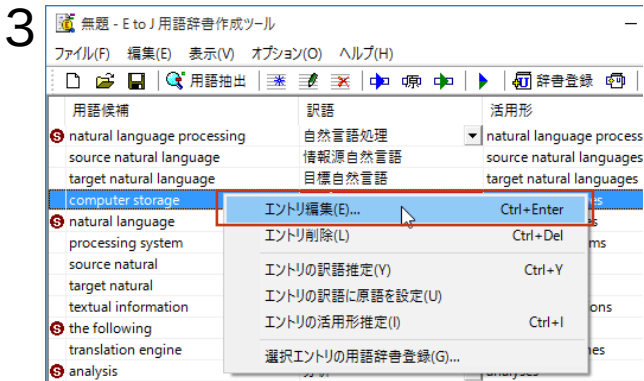 3
無題 - E to J 用語辞書作成ツール
ファイル(F) 編集(E) 表示(V) オプション(O) ヘルプ(H)
用語抽出 辞書登録
用語候補 訳語 活用形
natural language processing 自然言語処理 natural language process
source natural language 情報源自然言語 source natural languages
target natural language 目標自然言語 target natural languages
computer storage es
エントリ編集(E)... Ctrl+Enter
natural language es
エントリ削除(L) Ctrl+Del
processing system ms
source natural
エントリの訳語推定(Y) Ctrl+Y
target natural
エントリの訳語に原語を設定(U)
textual information ons
the following
エントリの活用形推定(I) Ctrl+I
translation engine nes
選択エントリの用語辞書登録(G)...
analysis 分析 analyses